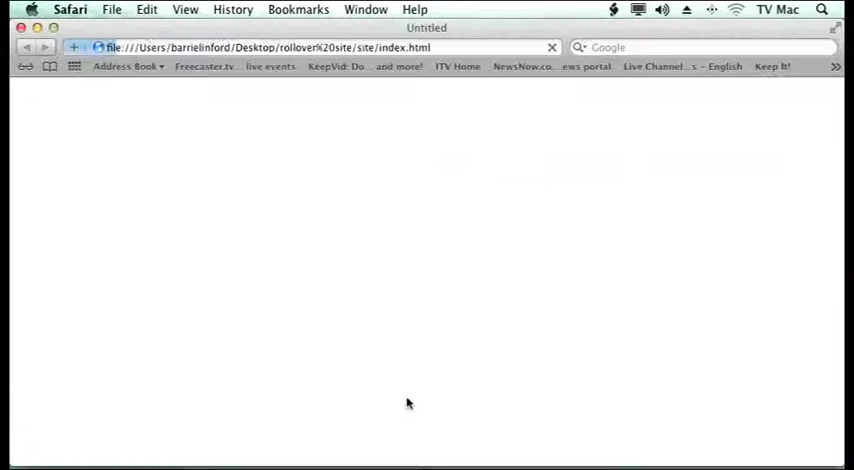 Safari File Edit View History Bookmarks Window Help TV Mac
Untitled
file:///Users/barrielinford/Desktop/rollover%20site/site/index.html Google
Address Book Freecaster.tv... live events KeepVid: Do... and more! ITV Home NewsNow.co... ews portal Live Channel...s - English Keep It!